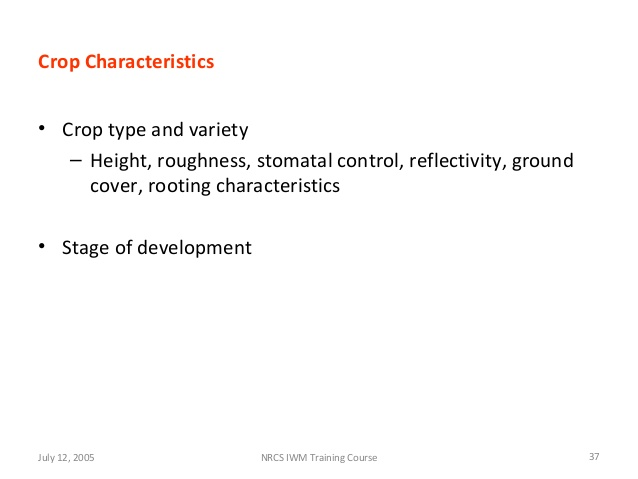 Crop Characteristics
• Crop type and variety
– Height, roughness, stomatal control, reflectivity, ground
cover, rooting characteristics
• Stage of development
July 12, 2005
NRCS IWM Training Course
37